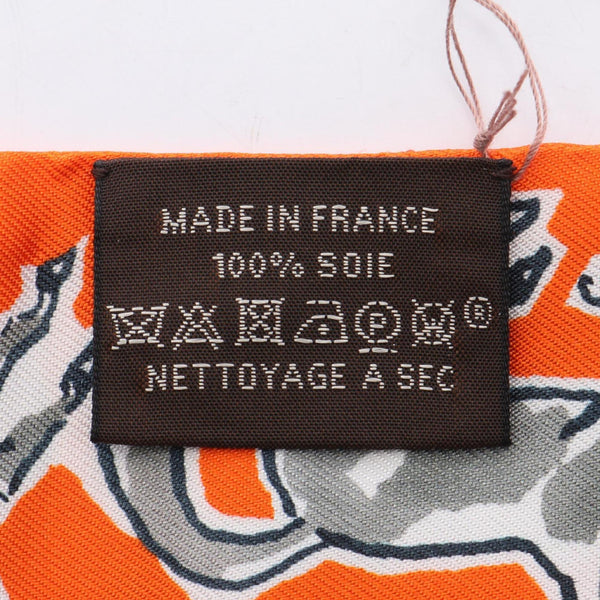 MADE IN FRANCE
100% SOIE
P W ®
NETTOYAGE A SEC